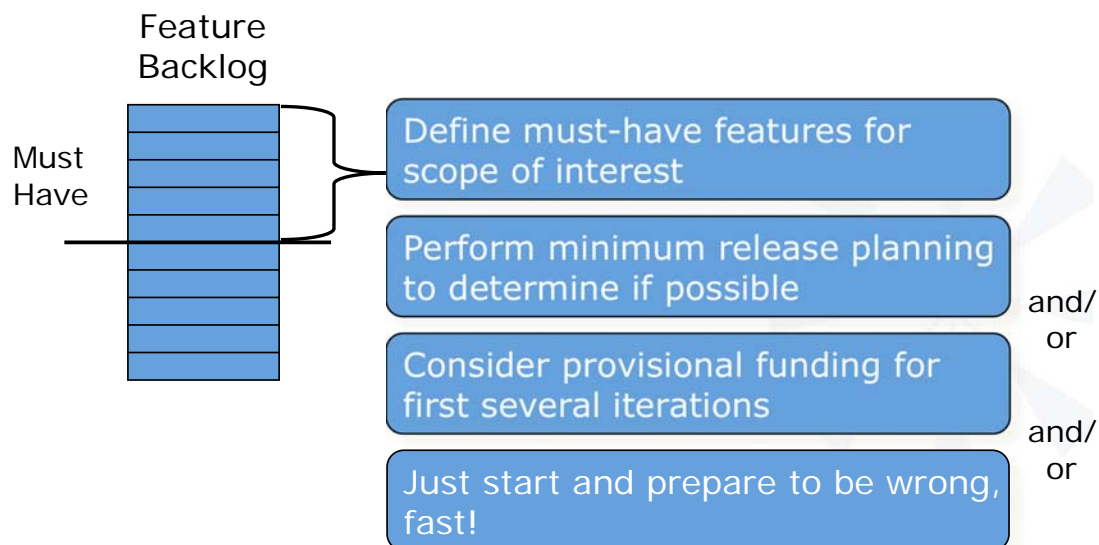 Feature
Backlog
Must
Have
Define must-have features for
scope of interest
Perform minimum release planning
to determine if possible
and/
or
Consider provisional funding for
first several iterations
and/
or
Just start and prepare to be wrong,
fast!